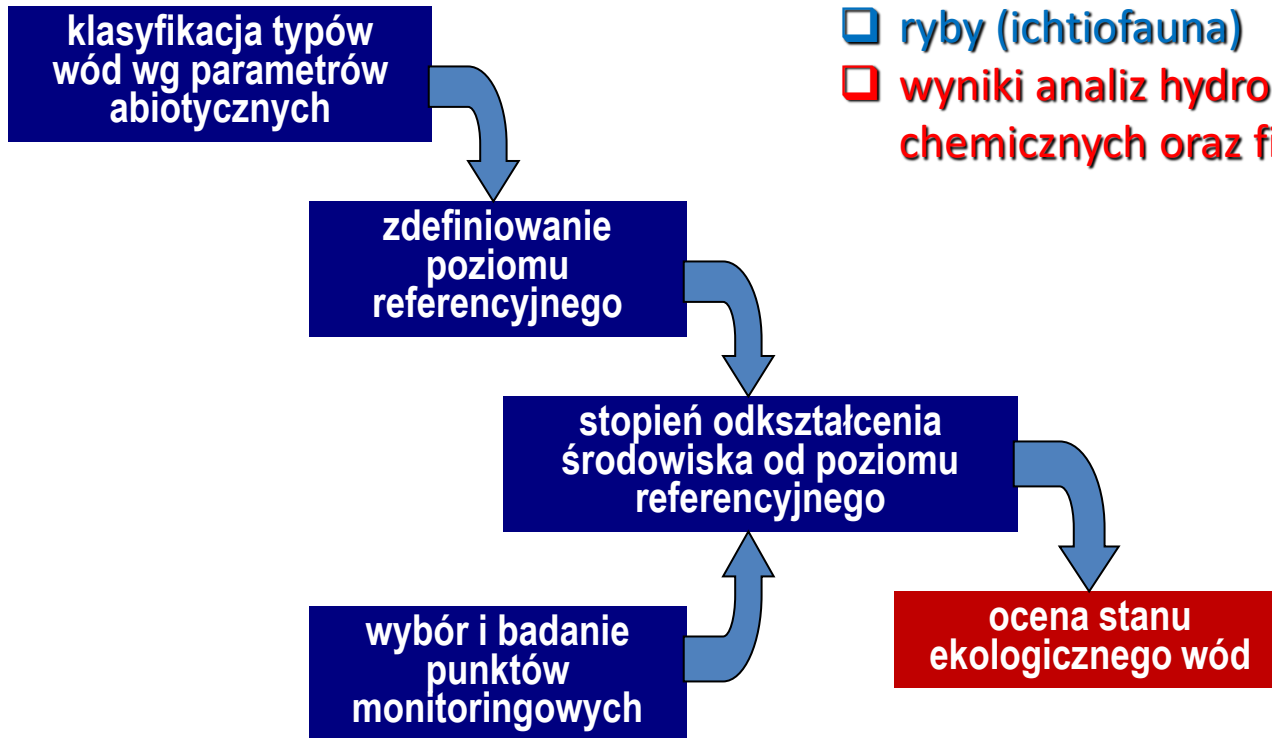 klasyfikacja typów
wód wg parametrów
abiotycznych
ryby (ichtiofauna)
wyniki analiz hydro
chemicznych oraz
zdefiniowanie
poziomu
referencyjnego
stopień odkształcenia
środowiska od poziomu
referencyjnego
wybór i badanie
punktów
monitoringowych
ocena stanu
ekologicznego wód